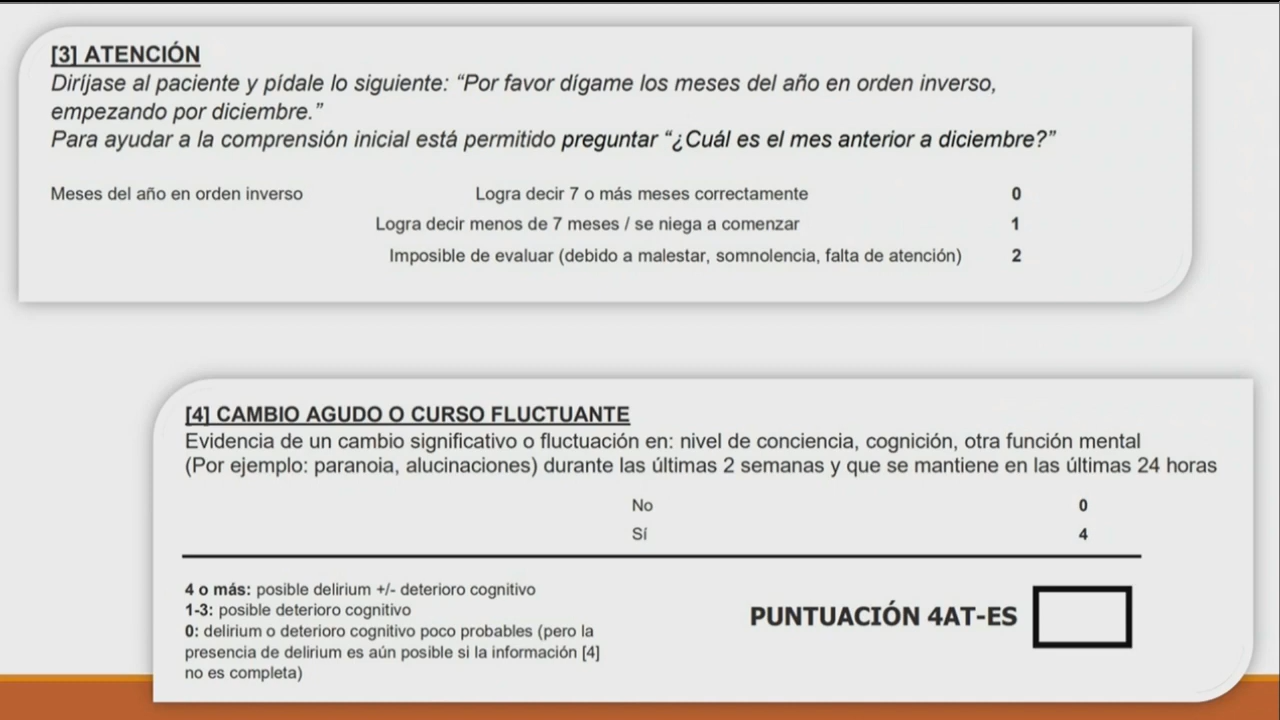 [3] ATENCIÓN
Diríjase al paciente y pídale lo siguiente: “Por favor dígame los meses del año en orden inverso,
empezando por diciembre.”
Para ayudar a la comprensión inicial está permitido preguntar “¿Cuál es el mes anterior a diciembre?”
Meses del año en orden inverso Logra decir 7 o más meses correctamente 0
Logra decir menos de 7 meses / se niega a comenzar 1
Imposible de evaluar (debido a malestar, somnolencia, falta de atención) 2
[4] CAMBIO AGUDO O CURSO FLUCTUANTE
Evidencia de un cambio significativo o fluctuación en: nivel de conciencia, cognición, otra función mental
(Por ejemplo: paranoia, alucinaciones) durante las últimas 2 semanas y que se mantiene en las últimas 24 horas
No 0
Sí 4
4 o más: posible delirium +/- deterioro cognitivo
1-3: posible deterioro cognitivo
0: delirium o deterioro cognitivo poco probables (pero la
presencia de delirium es aún posible si la información [4]
no es completa)
PUNTUACIÓN 4AT-ES